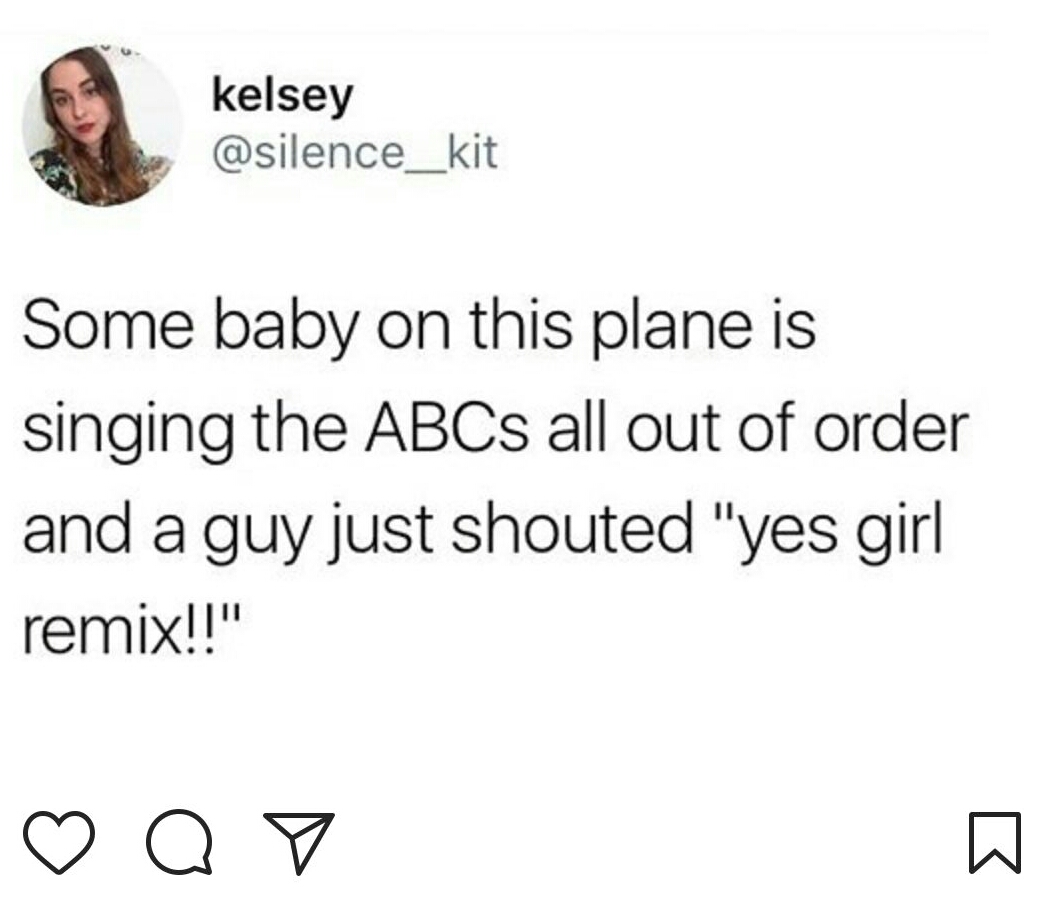 kelsey
@silence__kit
Some baby on this plane is
singing the ABCs all out of order
and a guy just shouted "yes girl
remix!!"